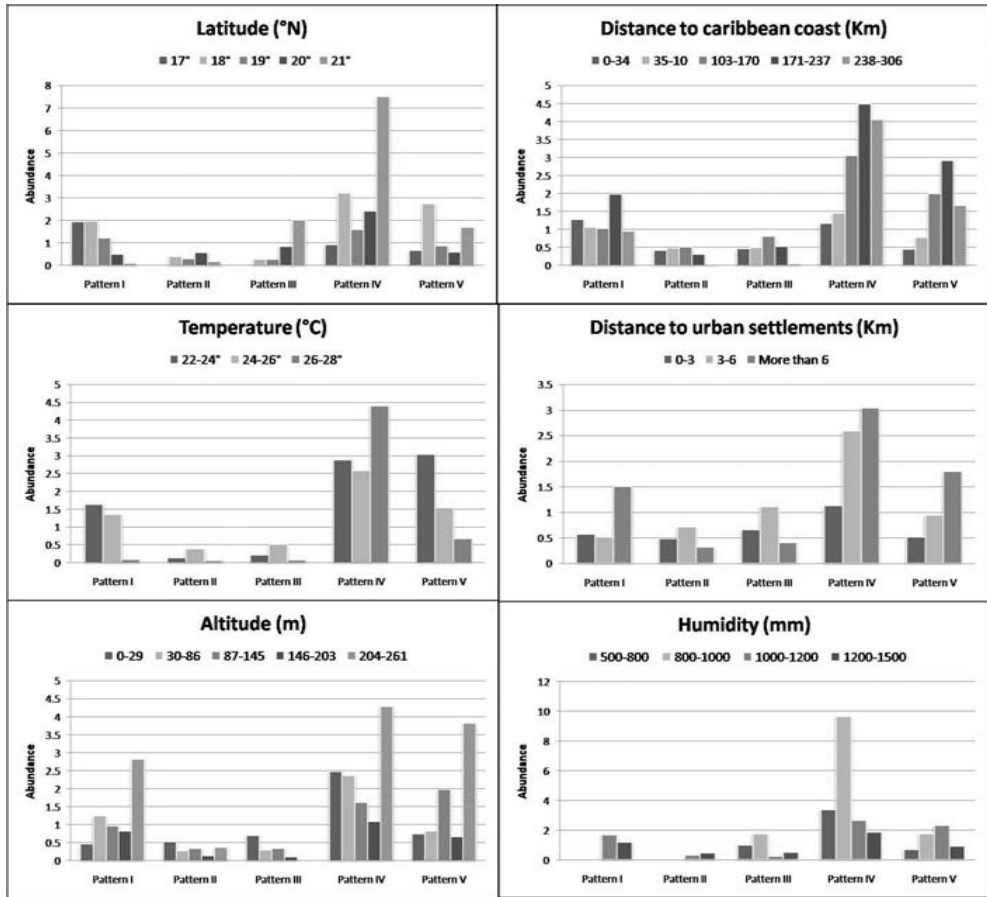 Latitude (°N)
17° 18° 19° 20° 21°
8
7
6
5
4
3
2
1
0
Abundance
Pattern I Pattern II Pattern III Pattern IV Pattern V
Distance to caribbean coast (Km)
0-34 35-10 103-170 171-237 238-306
5
4.5
4
3.5
3
2.5
2
1.5
1
0.5
0
Abundance
Pattern I Pattern II Pattern III Pattern IV Pattern V
Temperature (°C)
22-24° 24-26° 26-28°
5
4.5
4
3.5
3
2.5
2
1.5
1
0.5
0
Abundance
Pattern I Pattern II Pattern III Pattern IV Pattern V
Distance to urban settlements (Km)
0-3 3-6 More than 6
3.5
3
2.5
2
1.5
1
0.5
0
Abundance
Pattern I Pattern II Pattern III Pattern IV Pattern V
Altitude (m)
0-29 30-86 87-145 146-203 204-261
5
4.5
4
3.5
3
2.5
2
1.5
1
0.5
0
Abundance
Pattern I Pattern II Pattern III Pattern IV Pattern V
Humidity (mm)
500-800 800-1000 1000-1200 1200-1500
12
10
8
6
4
2
0
Abundance
Pattern I Pattern II Pattern III Pattern IV Pattern V